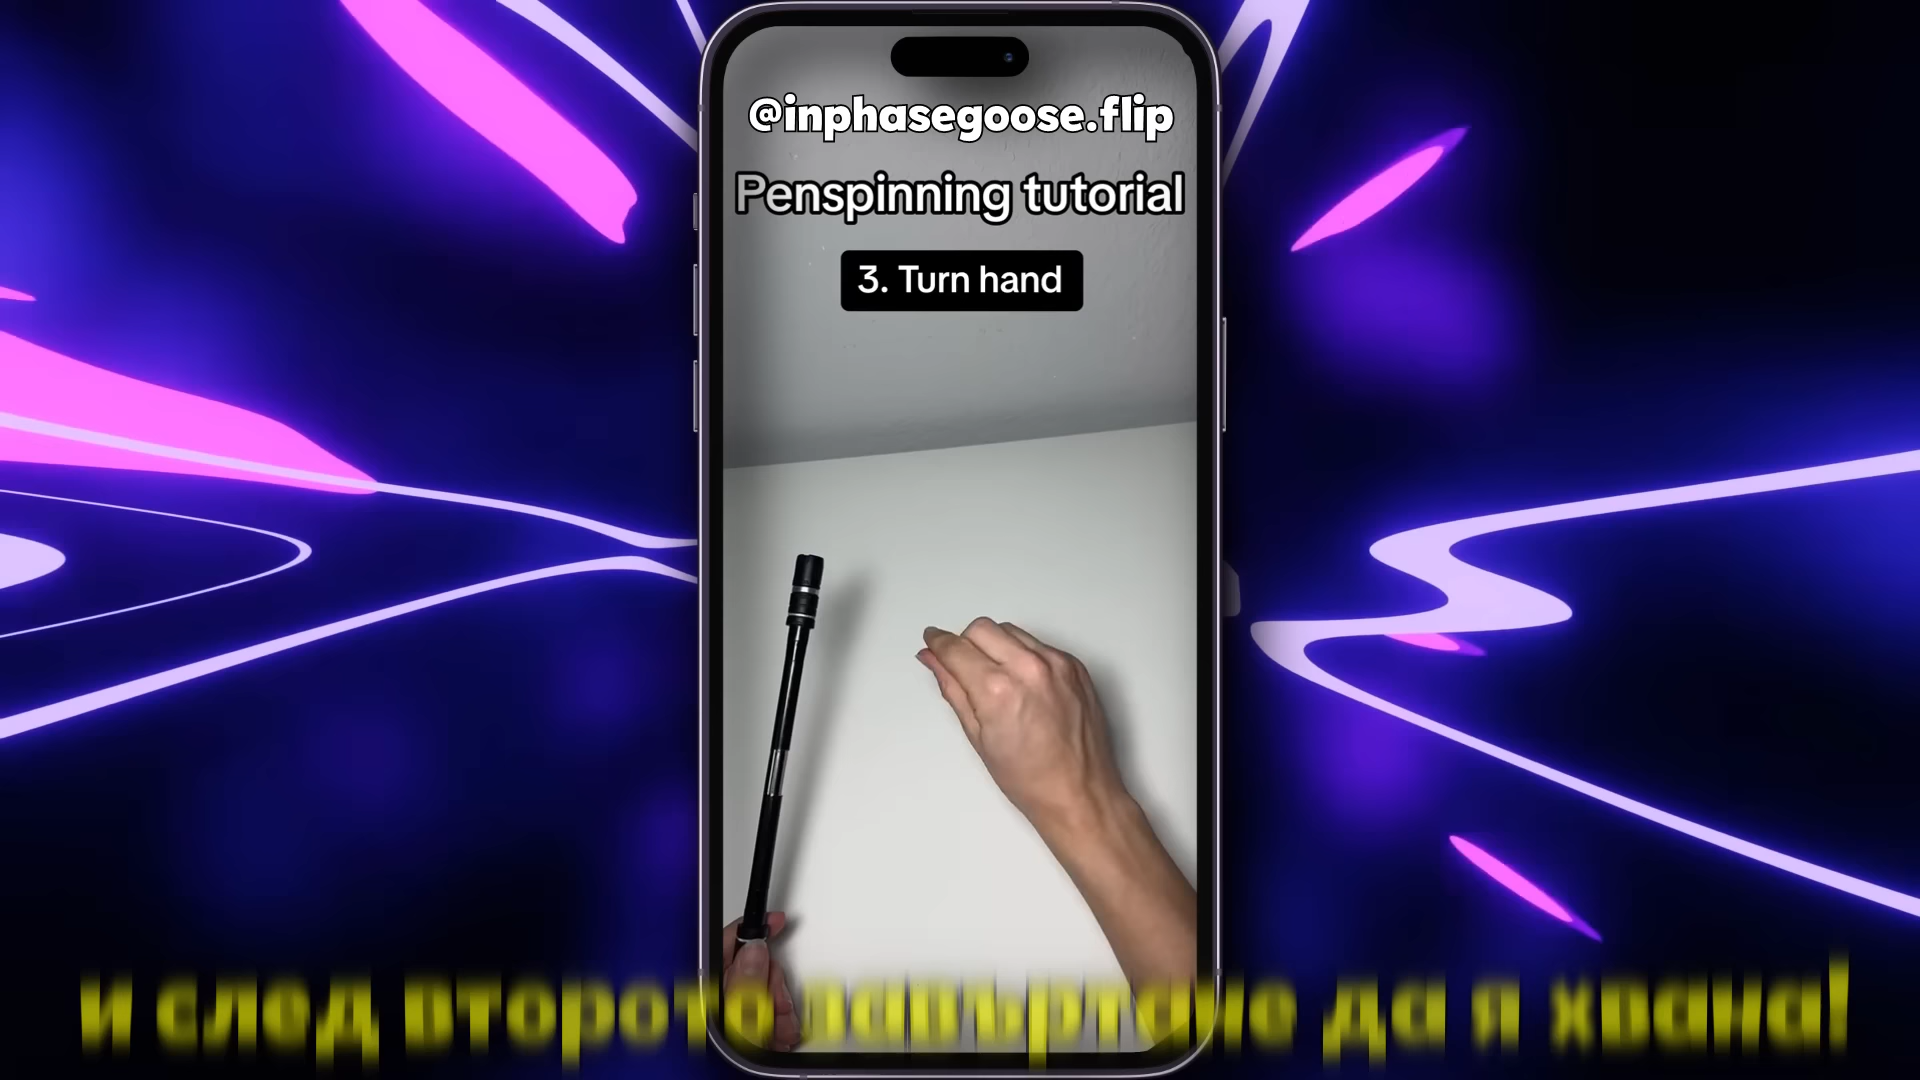 @inphasegoose.flip
Penspinning tutorial
3. Turn hand
и след второто завъртане да я хвана!